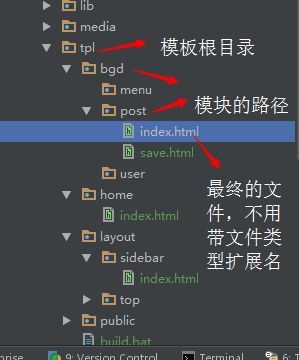 lib
media
tpl
模板根目录
bgd
menu
模块的路径
post
index.html
save.html
最终的文
件，不用
带文件类
型扩展名
user
home
index.html
layout
sidebar
index.html
top
public
build.bat
9: Version Control
6: T